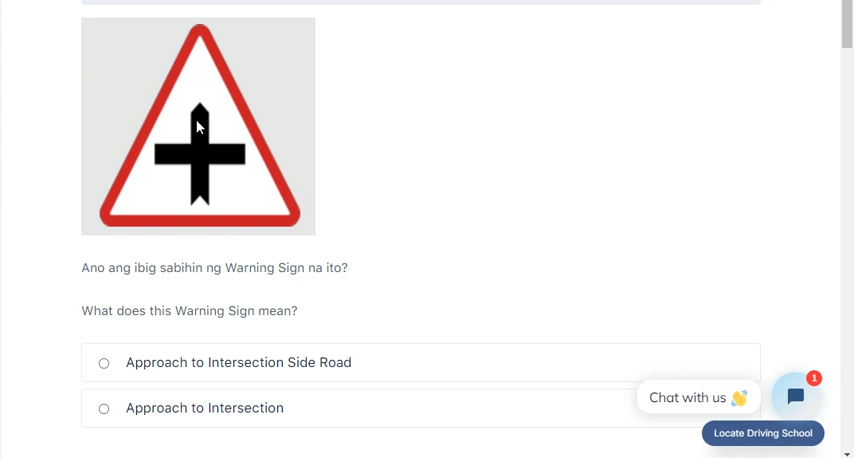 Ano ang ibig sabihin ng Warning Sign na ito?
What does this Warning Sign mean?
Approach to Intersection Side Road
Approach to Intersection
Chat with us 👋
1
Locate Driving School